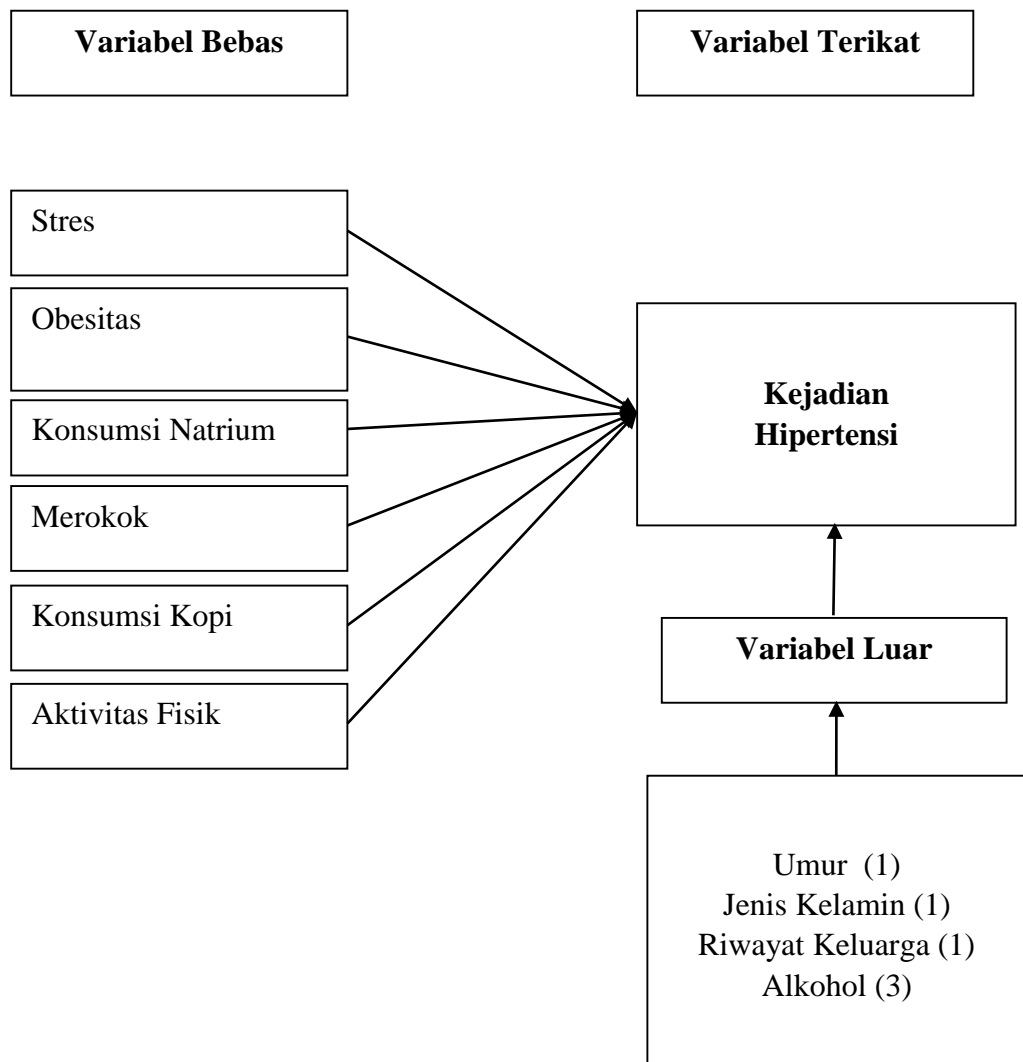 Variabel Bebas
Variabel Terikat
Stres
Obesitas
Konsumsi Natrium
Merokok
Konsumsi Kopi
Aktivitas Fisik
Kejadian
Hipertensi
Variabel Luar
Umur (1)
Jenis Kelamin (1)
Riwayat Keluarga (1)
Alkohol (3)